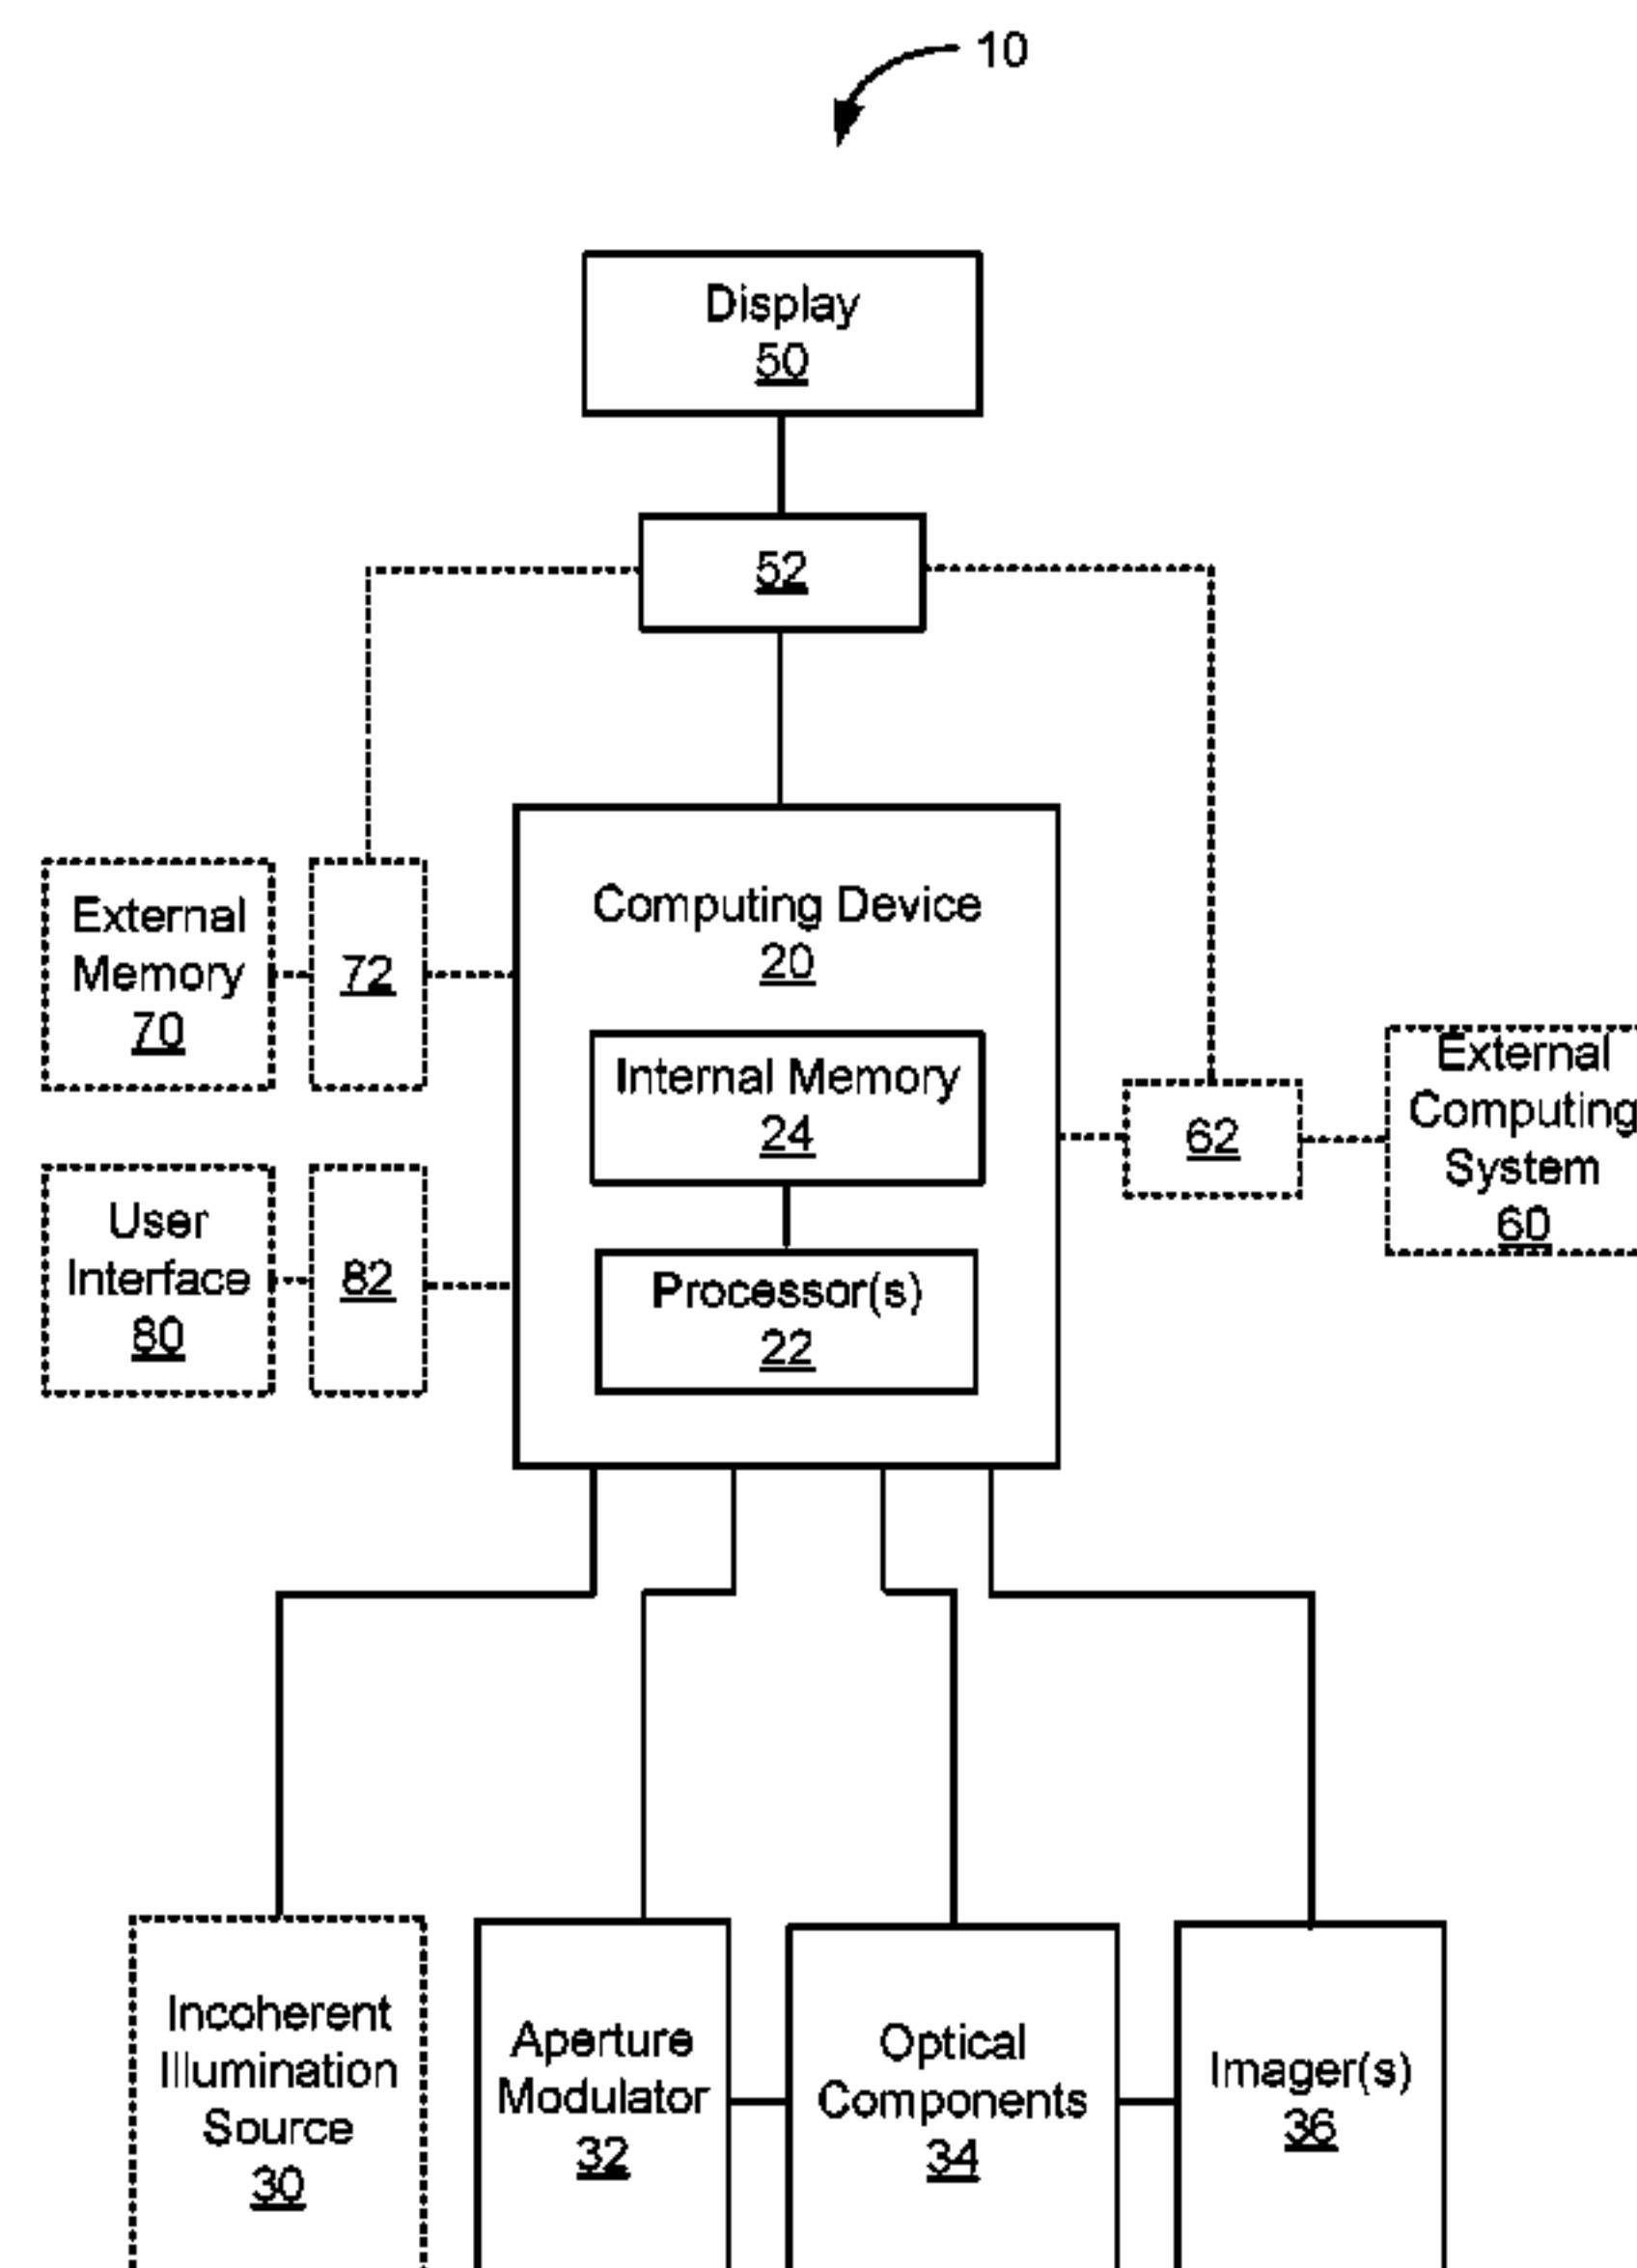 10
Display
50
52
External
Memory
70
72
Computing Device
20
Internal Memory
24
Processor(s)
22
62
External
Computing
System
60
User
Interface
80
82
Incoherent
Illumination
Source
30
Aperture
Modulator
32
Optical
Components
34
Imager(s)
36